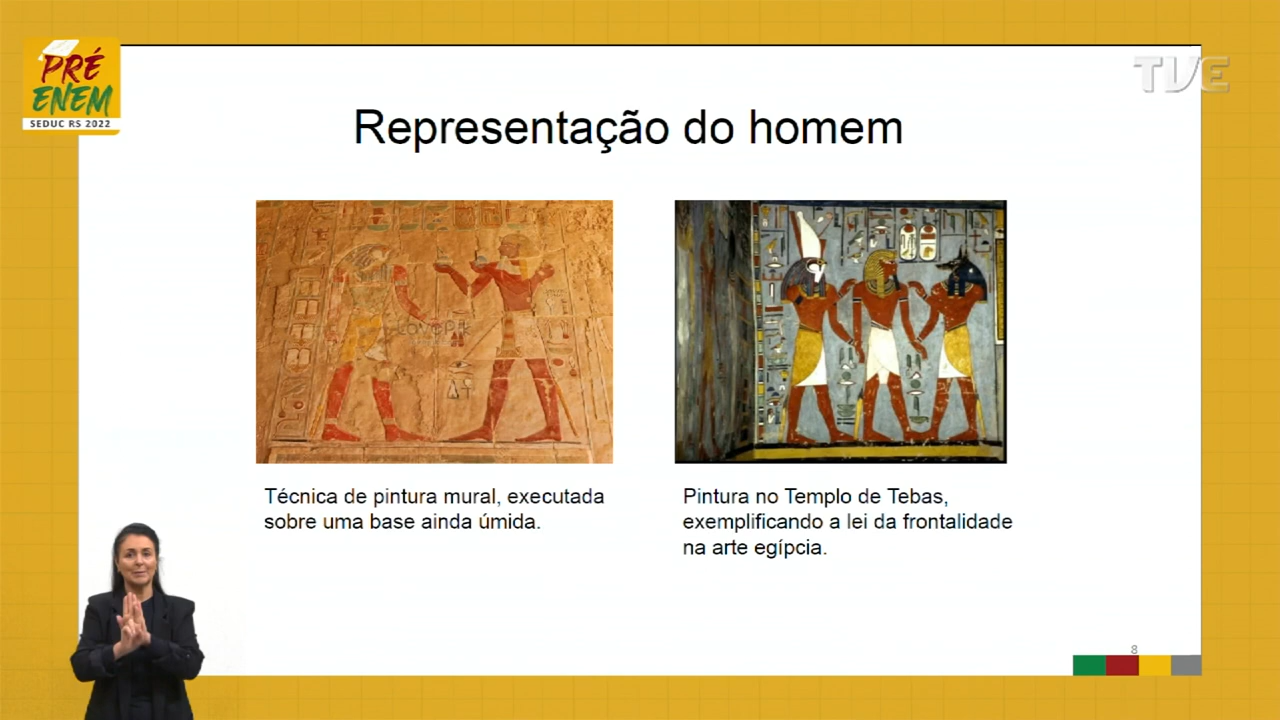 PRÉ
ENEM
SEDUC RS 2022
TVE
Representação do homem
Técnica de pintura mural, executada
sobre uma base ainda úmida.
Pintura no Templo de Tebas,
exemplificando a lei da frontalidade
na arte egípcia.
8